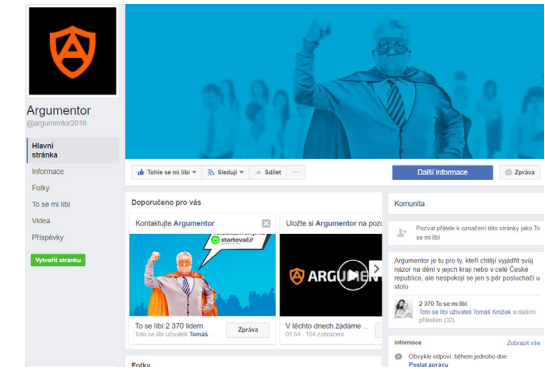 Argumentor
@argumentor2016
Hlavní
stránka
Informace
Fotky
To se mi líbí
Videa
Příspěvky
Vytvořit stránku
Tohle se mi líbí
Sleduji
Sdílet
Další informace
Zpráva
Doporučeno pro vás
Kontaktujte Argumentor
startovači!
To se líbí 2 370 lidem
Toto se líbí uživateli Tomáš
Zpráva
Uložte si Argumentor na pozd
ARGUMEN
V těchto dnech žádáme ...
01:54 · 154 zobrazení
Fotky
Komunita
Pozvat přátele k označení této stránky jako To
se mi líbí
Argumentor je tu pro ty, kteří chtějí vyjádřit svůj
názor na dění v jejich kraji nebo v celé České
republice, ale nespokojí se jen s pár posluchači u
stolu
2 370 To se mi líbí
Toto se líbí uživateli Tomáš Knížek a dalším
přátelům (32)
Informace
Zobrazit vše
Obvykle odpoví. během jednoho dne
Poslat zprávu